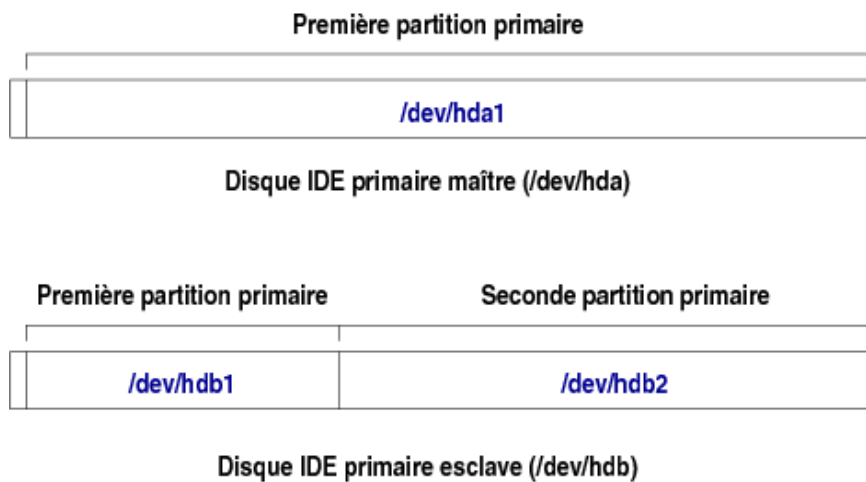 Première partition primaire
/dev/hda1
Disque IDE primaire maître (/dev/hda)
Première partition primaire Seconde partition primaire
/dev/hdb1 /dev/hdb2
Disque IDE primaire esclave (/dev/hdb)